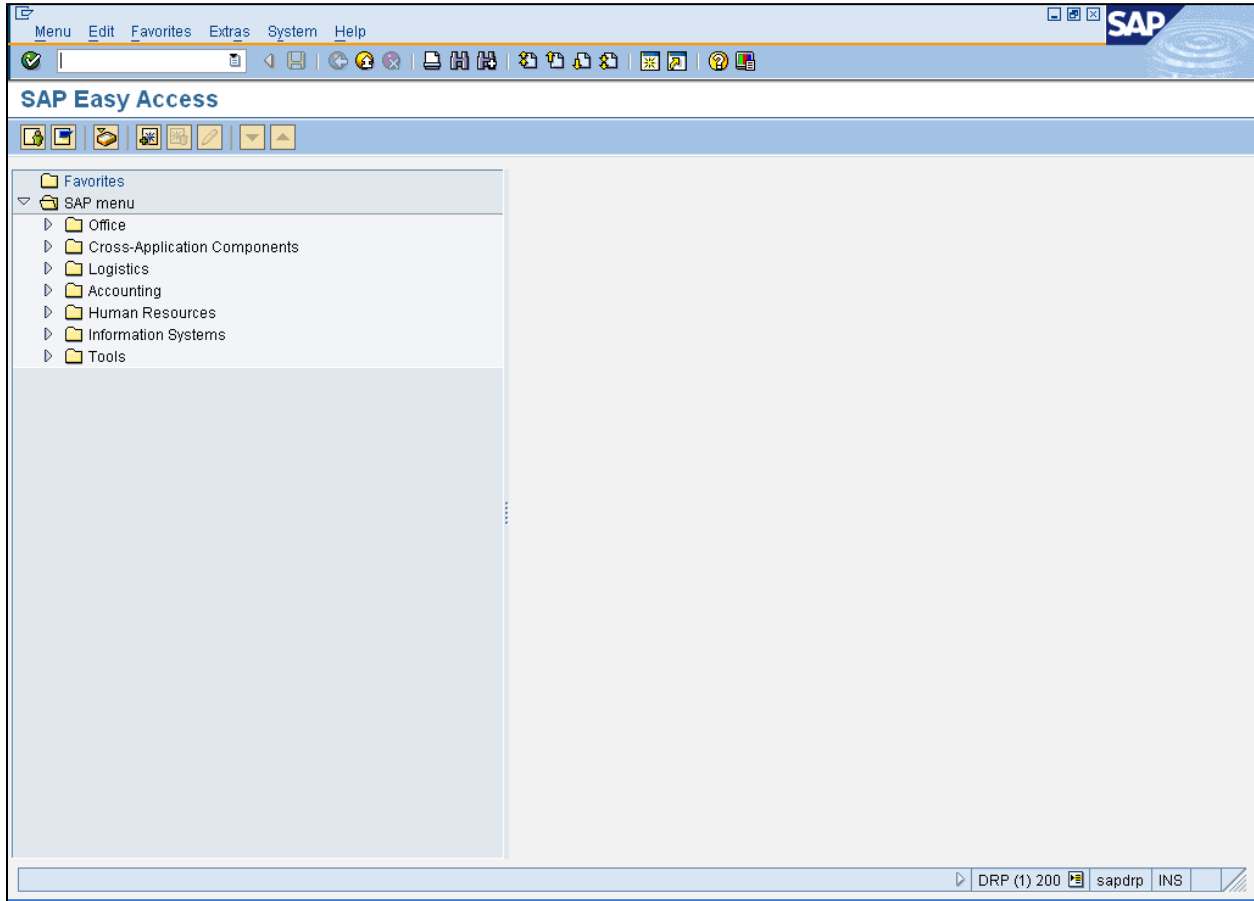 Menu Edit Favorites Extras System Help
SAP
SAP Easy Access
Favorites
SAP menu
Office
Cross-Application Components
Logistics
Accounting
Human Resources
Information Systems
Tools
DRP (1) 200 sapdrp INS